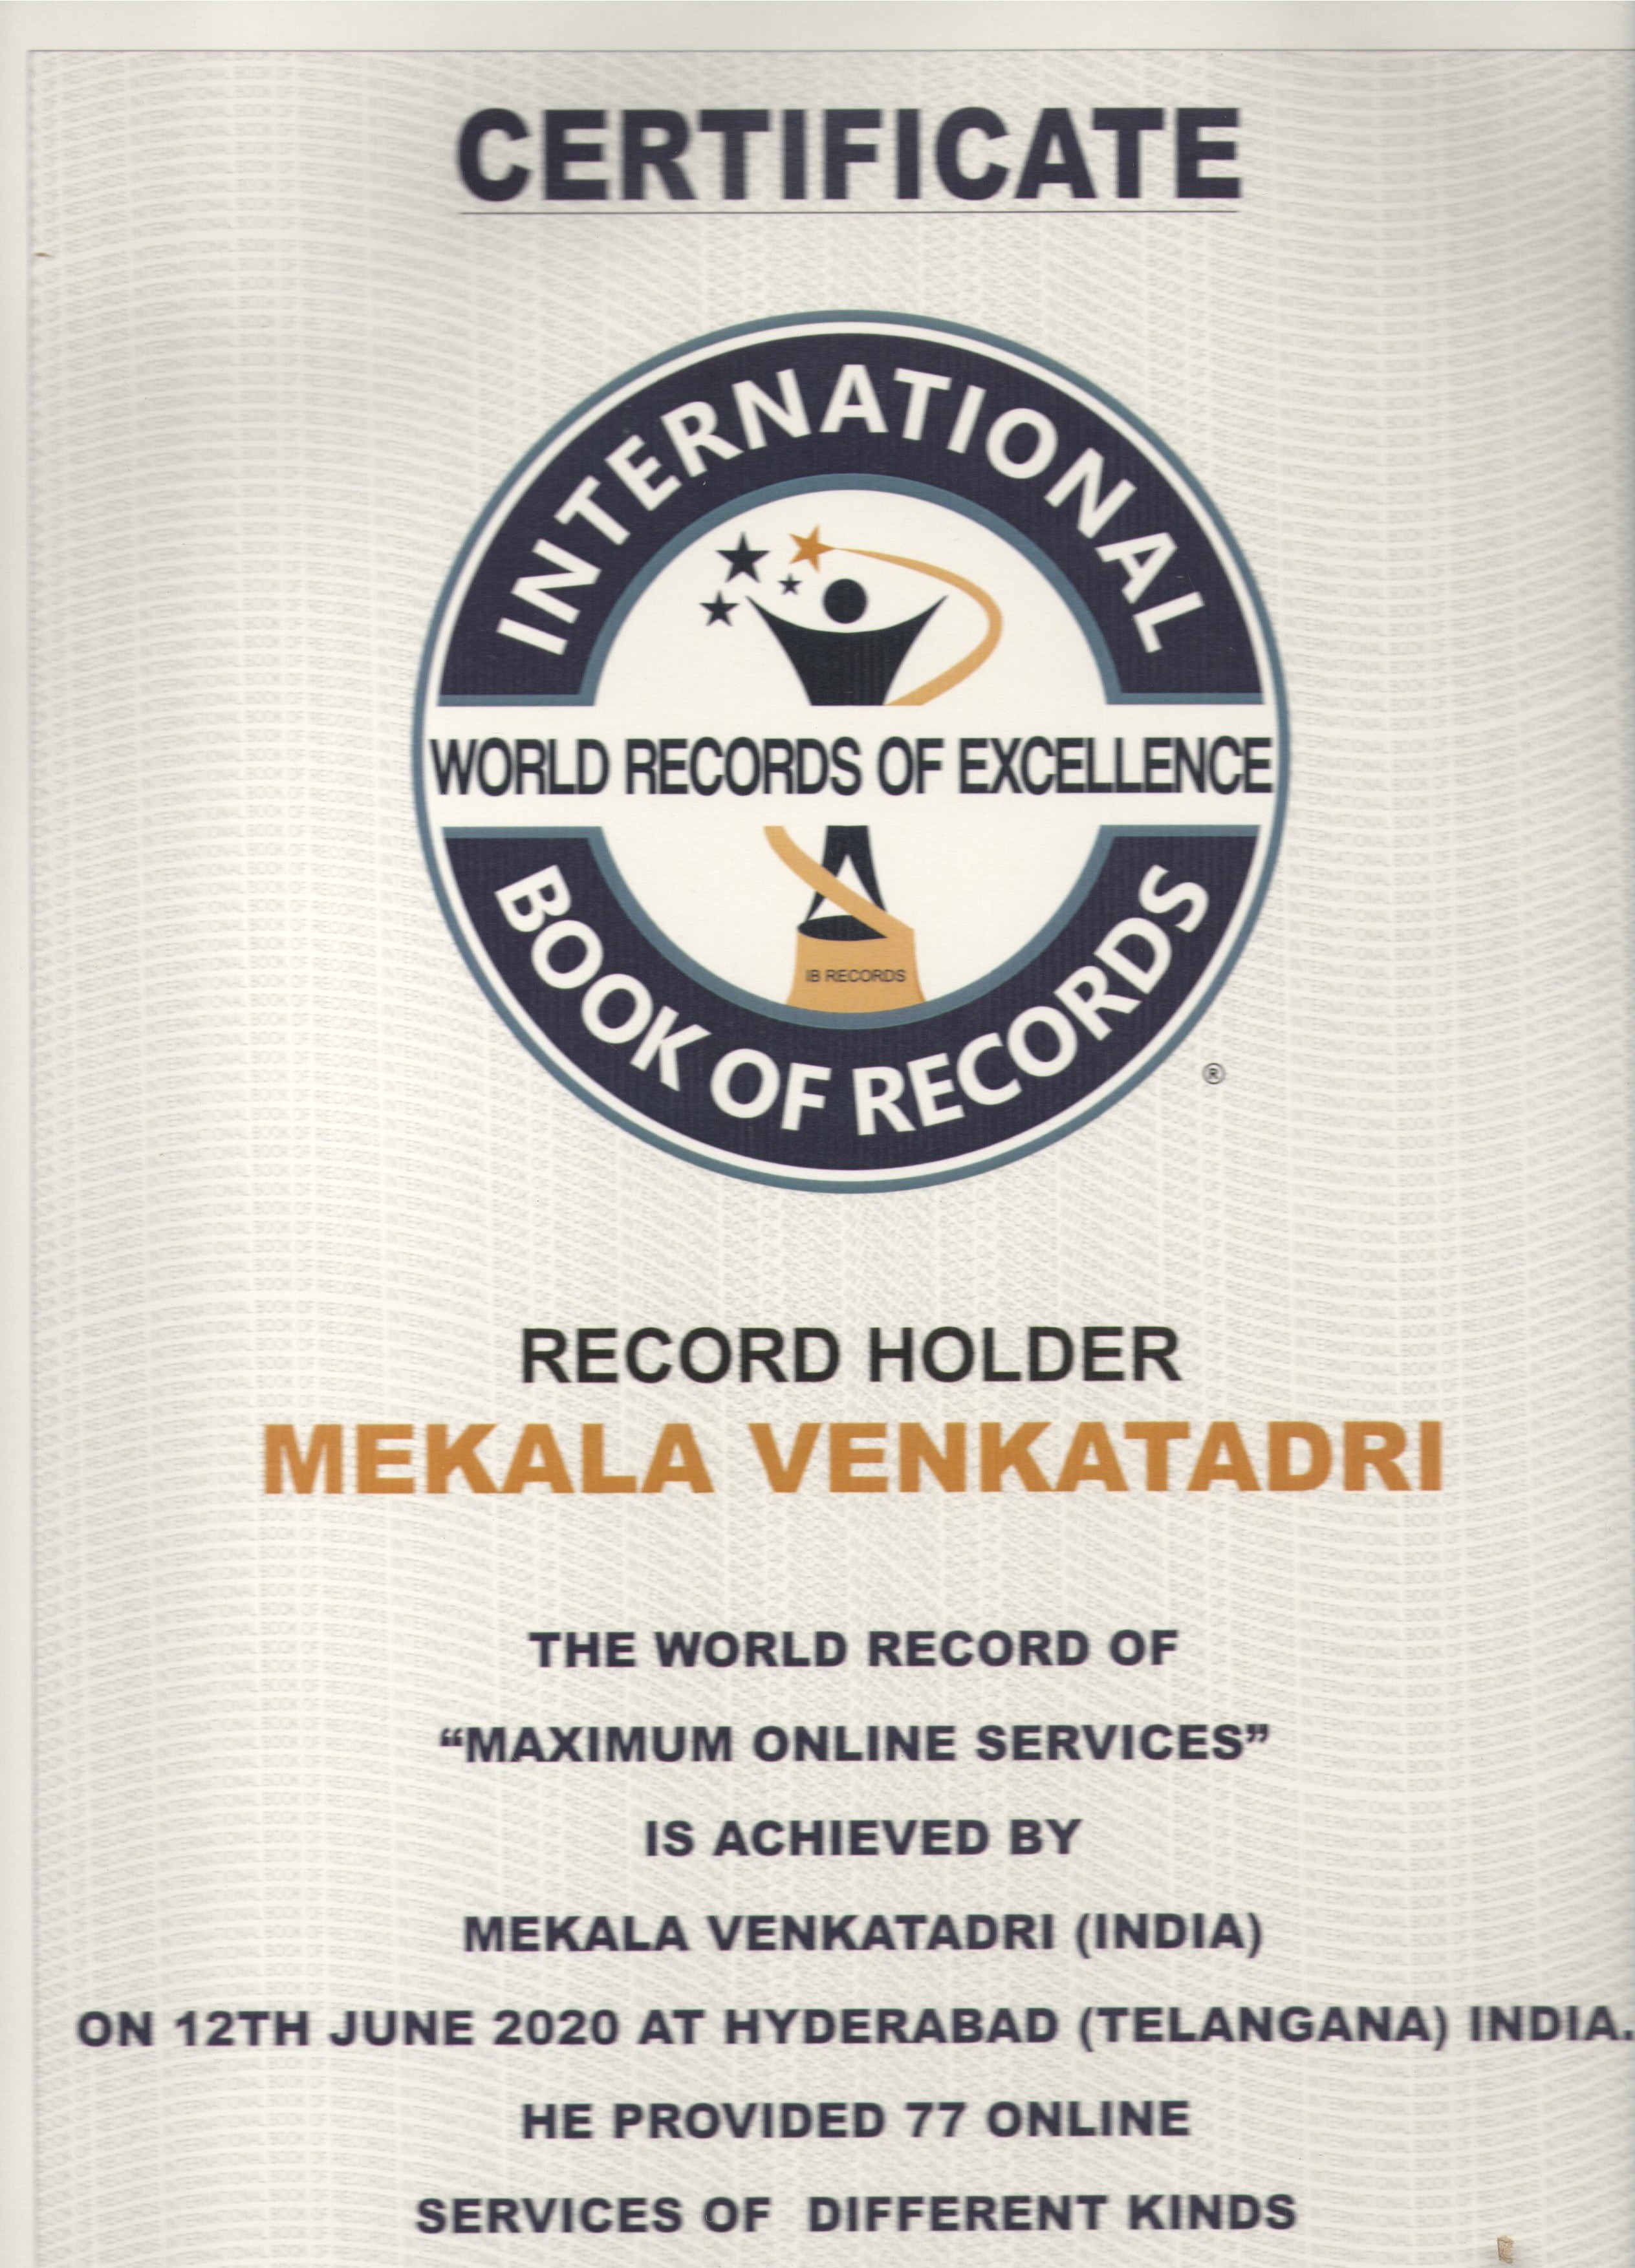 CERTIFICATE
INTERNATIONAL
WORLD RECORDS OF EXCELLENCE
IB RECORDS
BOOK OF RECORDS
®
RECORD HOLDER
MEKALA VENKATADRI
THE WORLD RECORD OF
“MAXIMUM ONLINE SERVICES”
IS ACHIEVED BY
MEKALA VENKATADRI (INDIA)
ON 12TH JUNE 2020 AT HYDERABAD (TELANGANA) INDIA.
HE PROVIDED 77 ONLINE
SERVICES OF  DIFFERENT KINDS